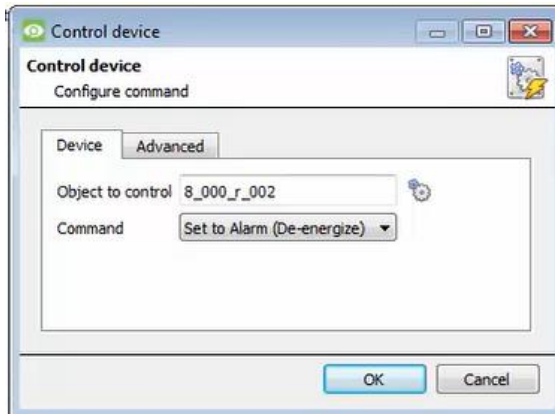 Control device
Control device
Configure command
Device Advanced
Object to control 8_000_r_002
Command Set to Alarm (De-energize)
OK Cancel